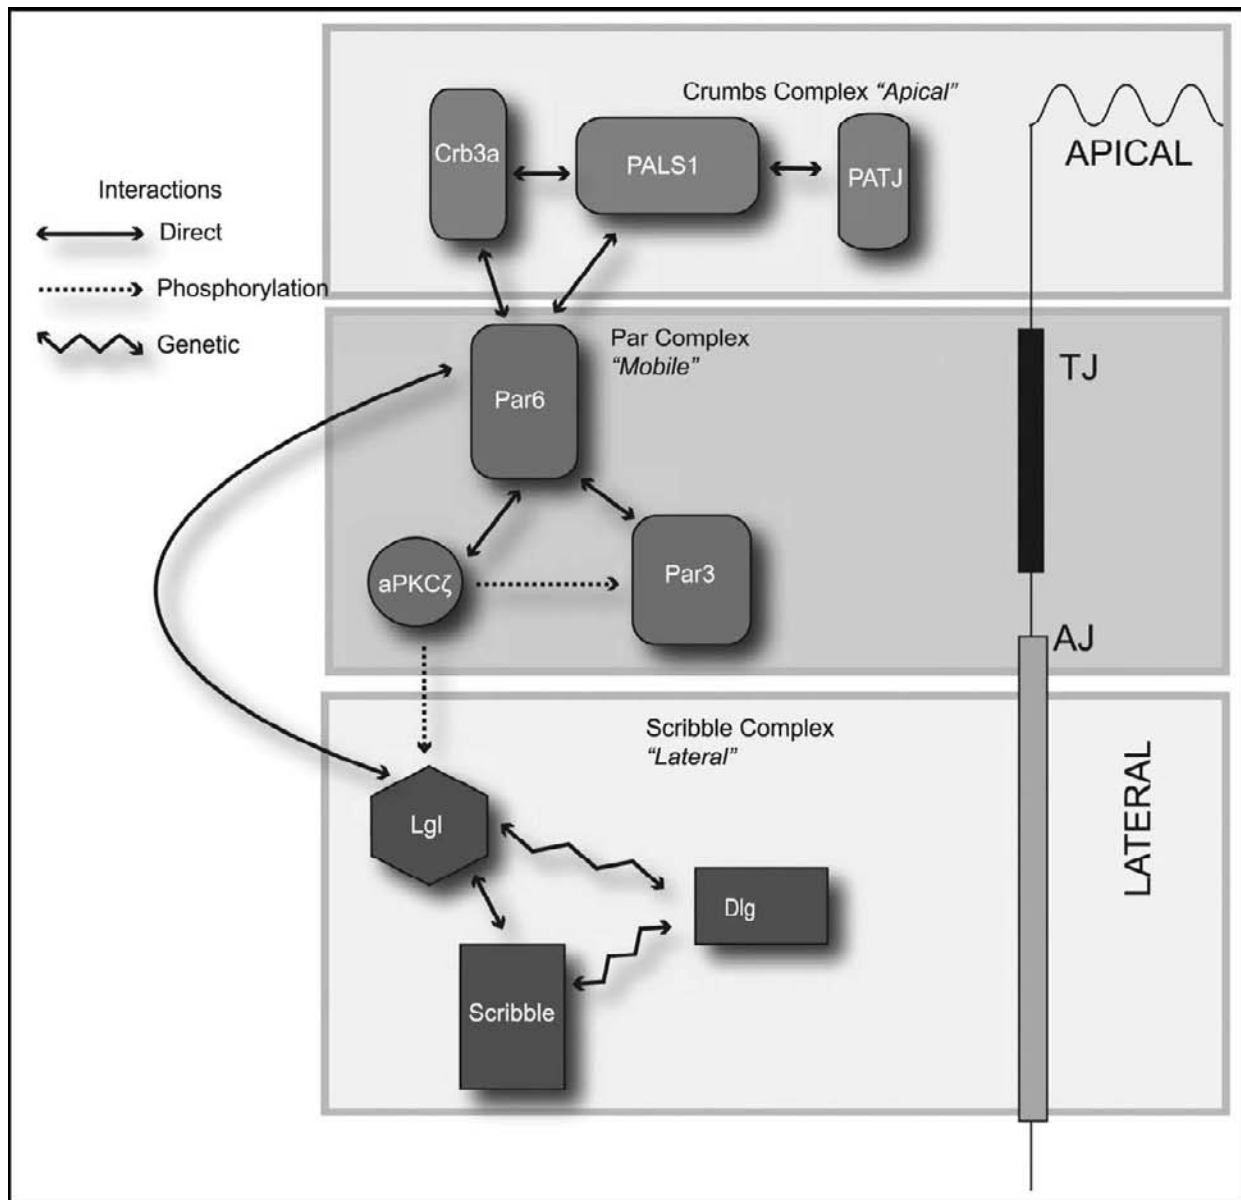 Crumbs Complex "Apical"
Crb3a
PALS1
PATJ
APICAL
Interactions
Direct
Phosphorylation
Genetic
Par Complex
"Mobile"
TJ
Par6
aPKCζ
Par3
AJ
Scribble Complex
"Lateral"
LATERAL
Lgl
Dlg
Scribble